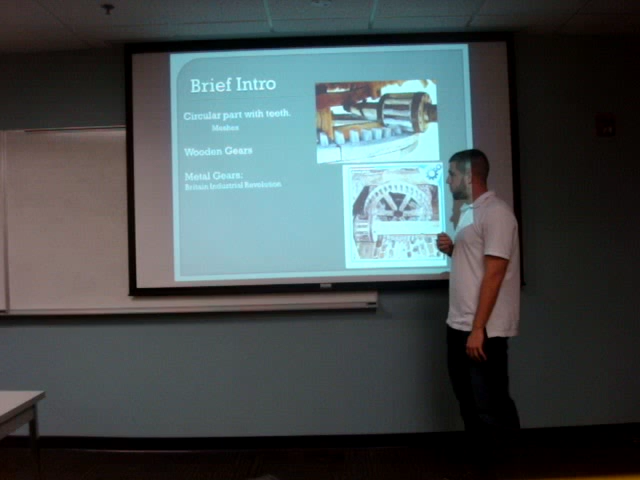 Brief Intro
Circular part with teeth.
Meshes
Wooden Gears
Metal Gears:
Britain Industrial Revolution